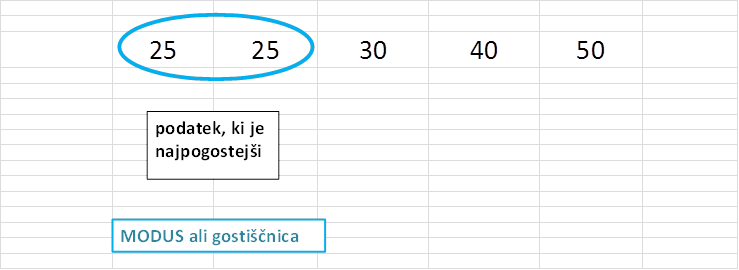 25 25 30 40 50
podatek, ki je
najpogostejši
MODUS ali gostiščnica